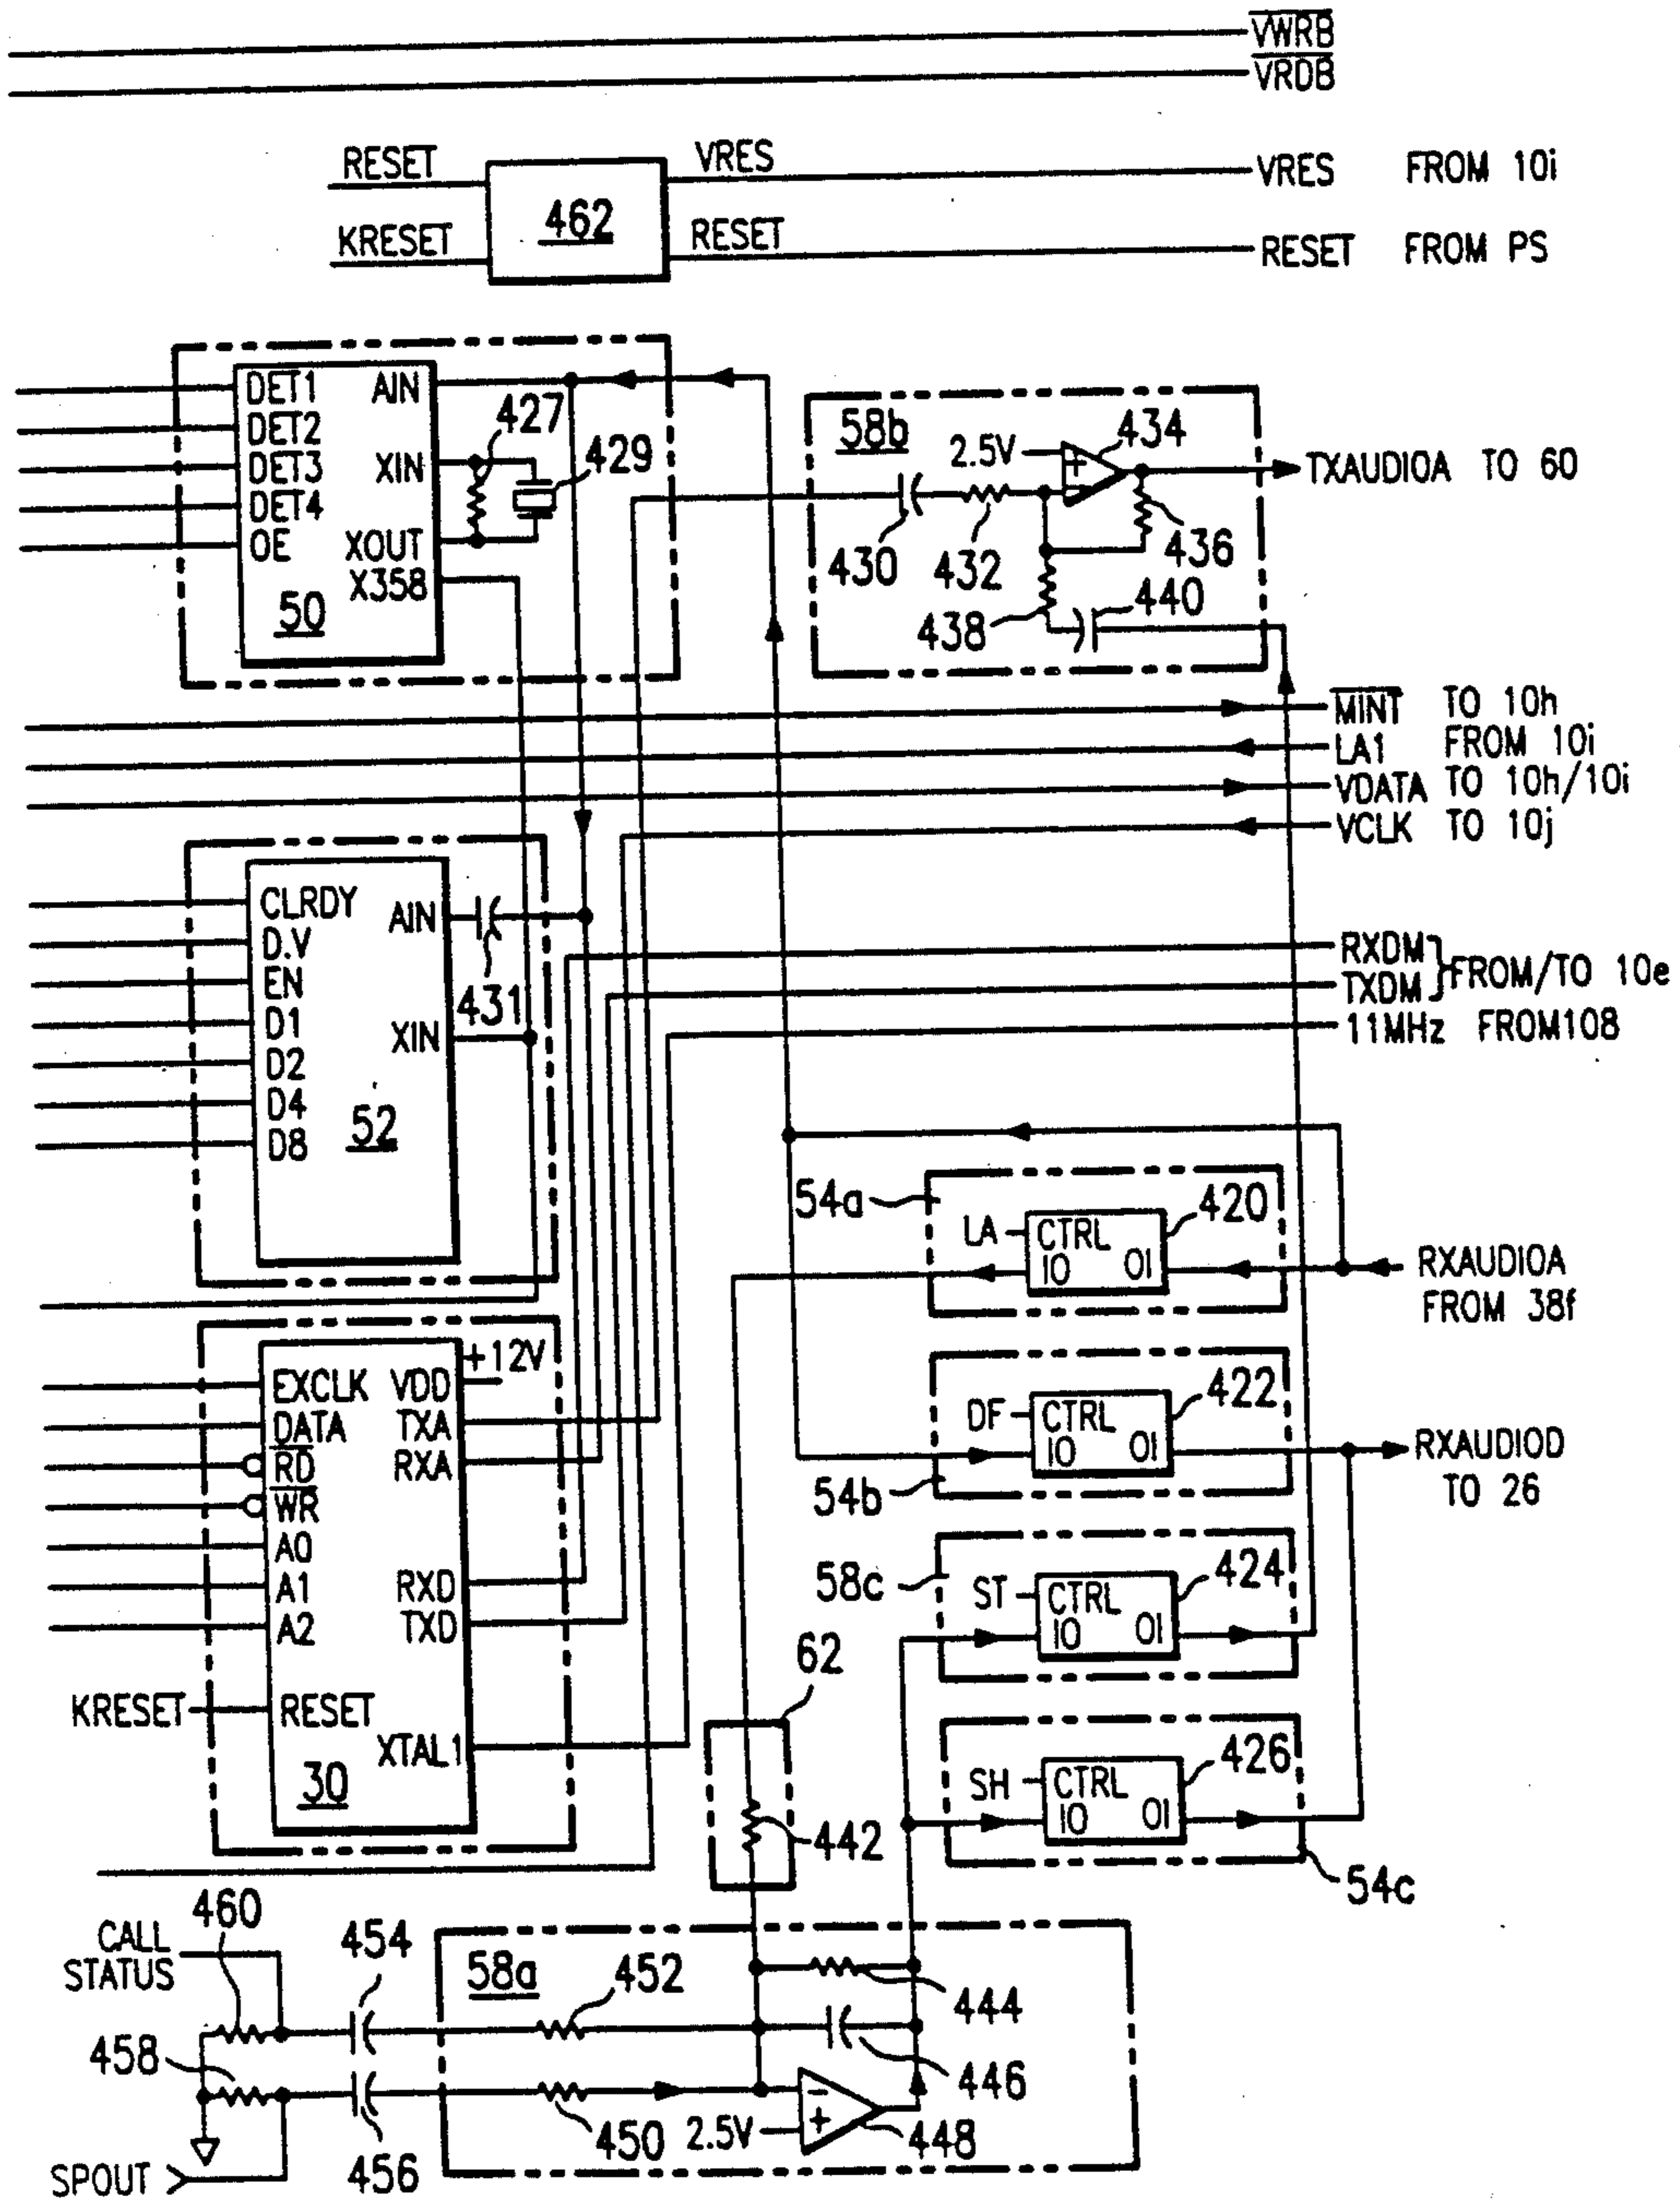 VWRB
VRDB
RESET VRES VRES FROM 10i
462
KRESET RESET RESET FROM PS
DET1 AIN
DET2
DET3 XIN
DET4
OE XOUT
X358
50
427
429
58b 2.5V + - 434
TXAUDIOA TO 60
430 432 436
438 440
MINT TO 10h
LA1 FROM 10i
VDATA TO 10h/10i
VCLK TO 10j
CLRDY AIN
D.V
EN
D1 XIN
D2
D4
D8
52
431
RXDM
TXDM } FROM/TO 10e
11MHz FROM108
54a LA CTRL 420
IO OI
RXAUDIOA
FROM 38f
54b DF CTRL 422
IO OI
RXAUDIOD
TO 26
58c ST CTRL 424
IO OI
SH CTRL 426
IO OI
54c
+12V
EXCLK VDD
DATA TXA
RD RXA
WR
A0
A1 RXD
A2 TXD
KRESET RESET
XTAL1
30
62
442
460 454
CALL
STATUS
58a 452 444
458 446
- +
2.5V 448
450
456
SPOUT